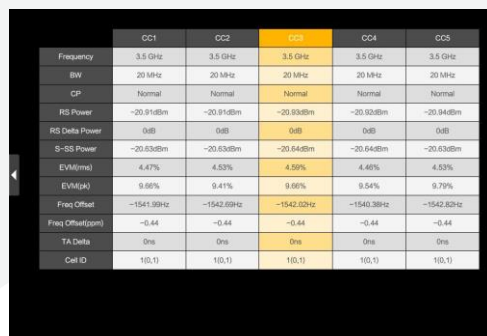 CC1 CC2 CC3 CC4 CC5
Frequency 3.5 GHz 3.5 GHz 3.5 GHz 3.5 GHz 3.5 GHz
BW 20 MHz 20 MHz 20 MHz 20 MHz 20 MHz
CP Normal Normal Normal Normal Normal
RS Power -20.91dBm -20.91dBm -20.93dBm -20.92dBm -20.94dBm
RS Delta Power 0dB 0dB 0dB 0dB 0dB
S-SS Power -20.63dBm -20.63dBm -20.64dBm -20.64dBm -20.63dBm
EVM(rms) 4.47% 4.53% 4.59% 4.46% 4.53%
EVM(pk) 9.66% 9.41% 9.66% 9.54% 9.79%
Freq Offset -1541.99Hz -1542.69Hz -1542.02Hz -1540.38Hz -1542.82Hz
Freq Offset(ppm) -0.44 -0.44 -0.44 -0.44 -0.44
TA Delta 0ns 0ns 0ns 0ns 0ns
Cell ID 1(0,1) 1(0,1) 1(0,1) 1(0,1) 1(0,1)